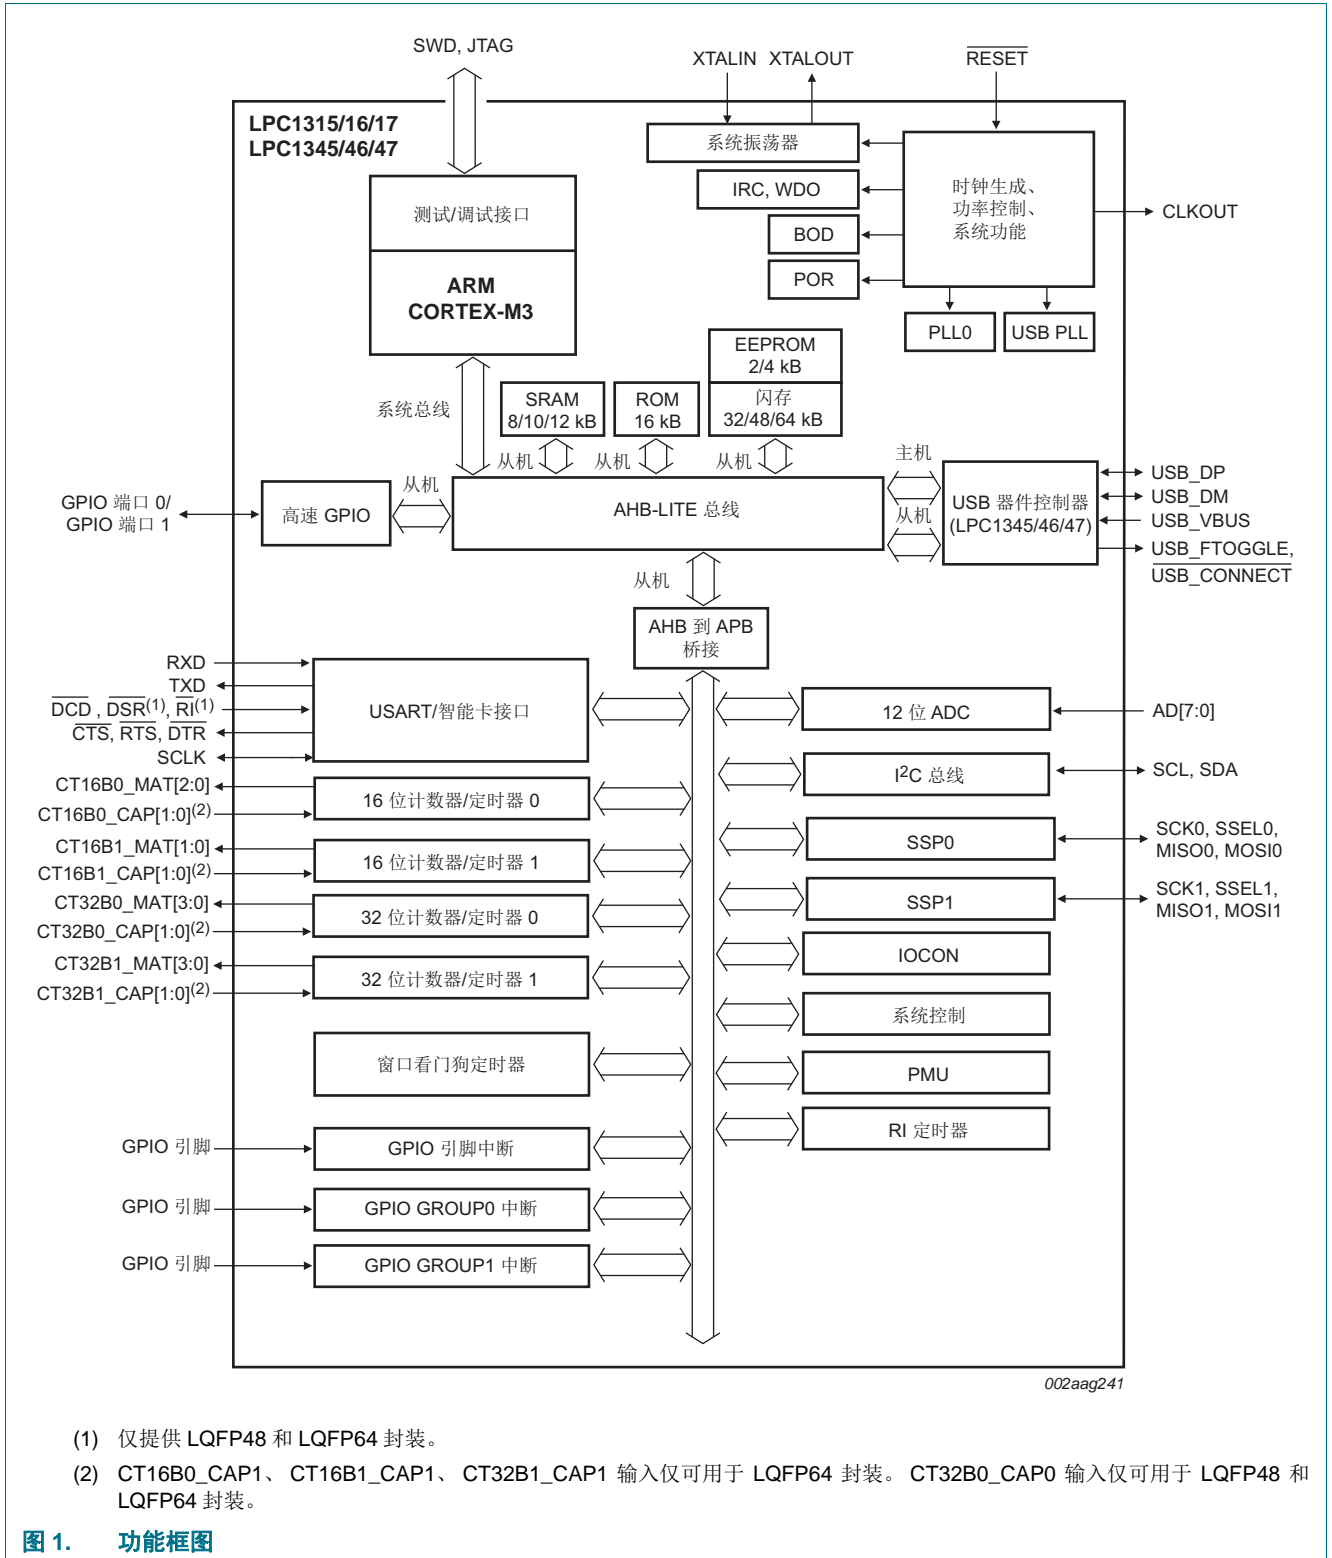 SWD, JTAG
XTALIN XTALOUT
RESET
LPC1315/16/17
LPC1345/46/47
系统振荡器
测试/调试接口
IRC, WDO
时钟生成、
功率控制、
系统功能
CLKOUT
BOD
POR
ARM
CORTEX-M3
PLL0
USB PLL
EEPROM
2/4 kB
系统总线
SRAM
8/10/12 kB
ROM
16 kB
闪存
32/48/64 kB
从机
从机
从机
主机
从机
从机
GPIO 端口 0/
GPIO 端口 1
高速 GPIO
AHB-LITE 总线
USB 器件控制器
(LPC1345/46/47)
USB_DP
USB_DM
USB_VBUS
USB_FTOGGLE,
USB_CONNECT
从机
AHB 到 APB
桥接
RXD
TXD
DCD , DSR(1), RI(1)
CTS, RTS, DTR
SCLK
USART/智能卡接口
12 位 ADC
AD[7:0]
CT16B0_MAT[2:0]
CT16B0_CAP[1:0](2)
16 位计数器/定时器 0
I2C 总线
SCL, SDA
CT16B1_MAT[1:0]
CT16B1_CAP[1:0](2)
16 位计数器/定时器 1
SSP0
SCK0, SSEL0,
MISO0, MOSI0
CT32B0_MAT[3:0]
CT32B0_CAP[1:0](2)
32 位计数器/定时器 0
SSP1
SCK1, SSEL1,
MISO1, MOSI1
CT32B1_MAT[3:0]
CT32B1_CAP[1:0](2)
32 位计数器/定时器 1
IOCON
系统控制
窗口看门狗定时器
PMU
RI 定时器
GPIO 引脚
GPIO 引脚中断
GPIO 引脚
GPIO GROUP0 中断
GPIO 引脚
GPIO GROUP1 中断
002aag241
(1) 仅提供 LQFP48 和 LQFP64 封装。
(2) CT16B0_CAP1、 CT16B1_CAP1、 CT32B1_CAP1 输入仅可用于 LQFP64 封装。 CT32B0_CAP0 输入仅可用于 LQFP48 和
LQFP64 封装。
图 1. 功能框图